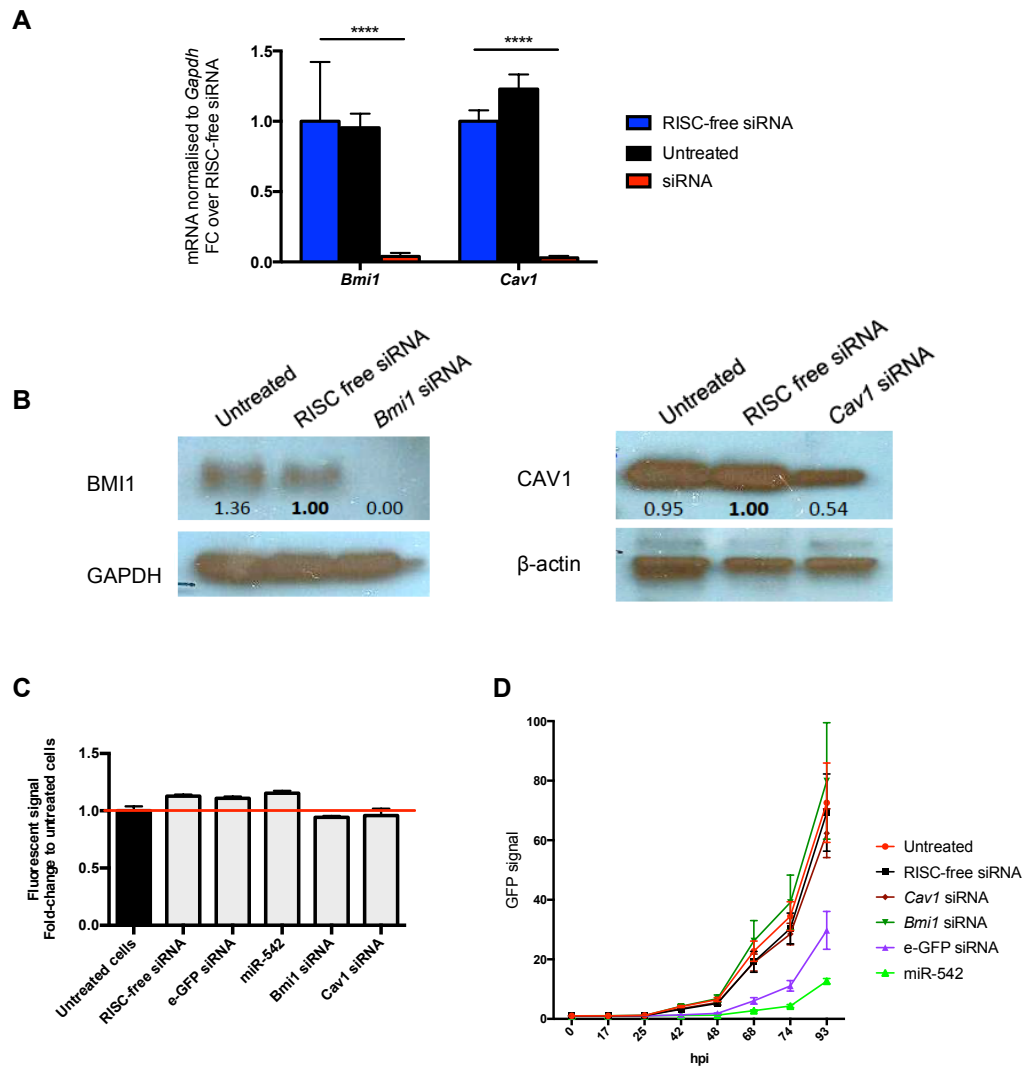 A
****
****
mRNA normalised to Gapdh
FC over RISC-free siRNA
1.5
1.0
0.5
0.0
Bmi1
Cav1
RISC-free siRNA
Untreated
siRNA
B
Untreated
RISC free siRNA
Bmi1 siRNA
BMI1
1.36
1.00
0.00
GAPDH
Untreated
RISC free siRNA
Cav1 siRNA
CAV1
0.95
1.00
0.54
β-actin
C
Fluorescent signal
Fold-change to untreated cells
1.5
1.0
0.5
0.0
Untreated cells
RISC-free siRNA
e-GFP siRNA
miR-542
Bmi1 siRNA
Cav1 siRNA
D
GFP signal
100
80
60
40
20
0
0
17
25
42
48
68
74
93
hpi
Untreated
RISC-free siRNA
Cav1 siRNA
Bmi1 siRNA
e-GFP siRNA
miR-542